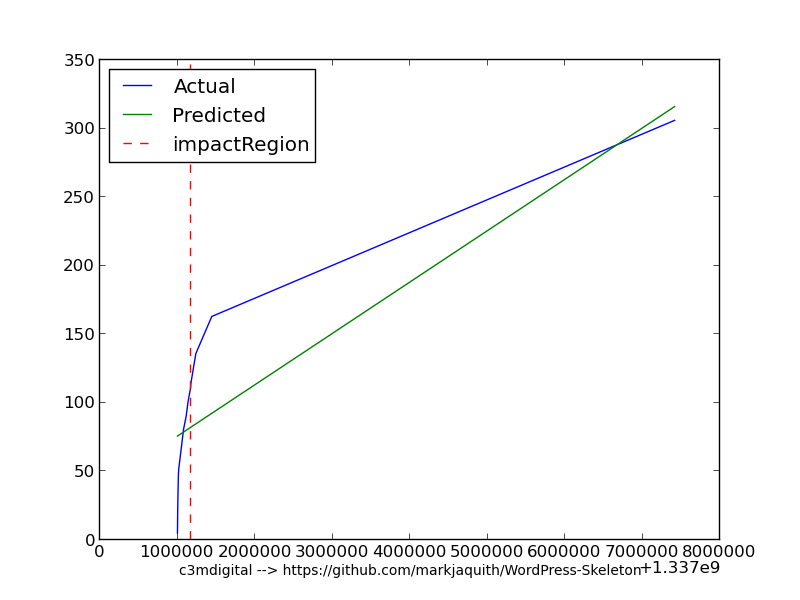 350
300
250
200
150
100
50
0
Actual
Predicted
impactRegion
0 1000000 2000000 3000000 4000000 5000000 6000000 7000000 8000000
c3mdigital --> https://github.com/markjaquith/WordPress-Skeleton
+1.337e9